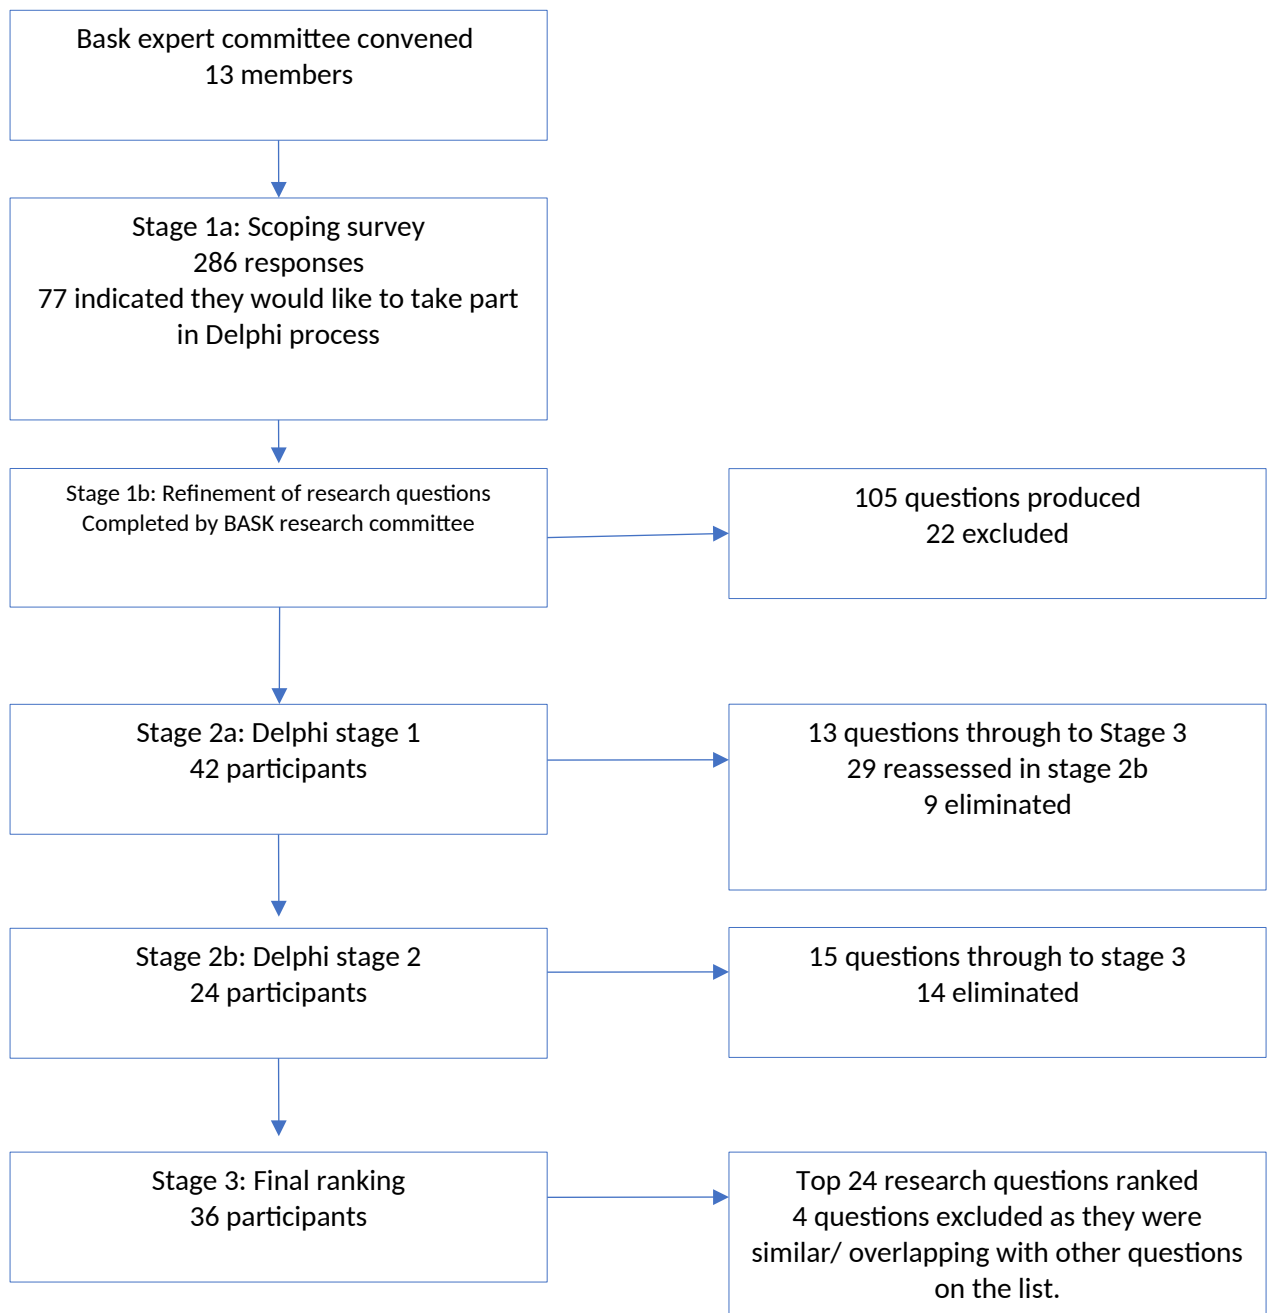 Bask expert committee convened
13 members
Stage 1a: Scoping survey
286 responses
77 indicated they would like to take part
in Delphi process
Stage 1b: Refinement of research questions
Completed by BASK research committee
105 questions produced
22 excluded
Stage 2a: Delphi stage 1
42 participants
13 questions through to Stage 3
29 reassessed in stage 2b
9 eliminated
Stage 2b: Delphi stage 2
24 participants
15 questions through to stage 3
14 eliminated
Stage 3: Final ranking
36 participants
Top 24 research questions ranked
4 questions excluded as they were
similar/ overlapping with other questions
on the list.